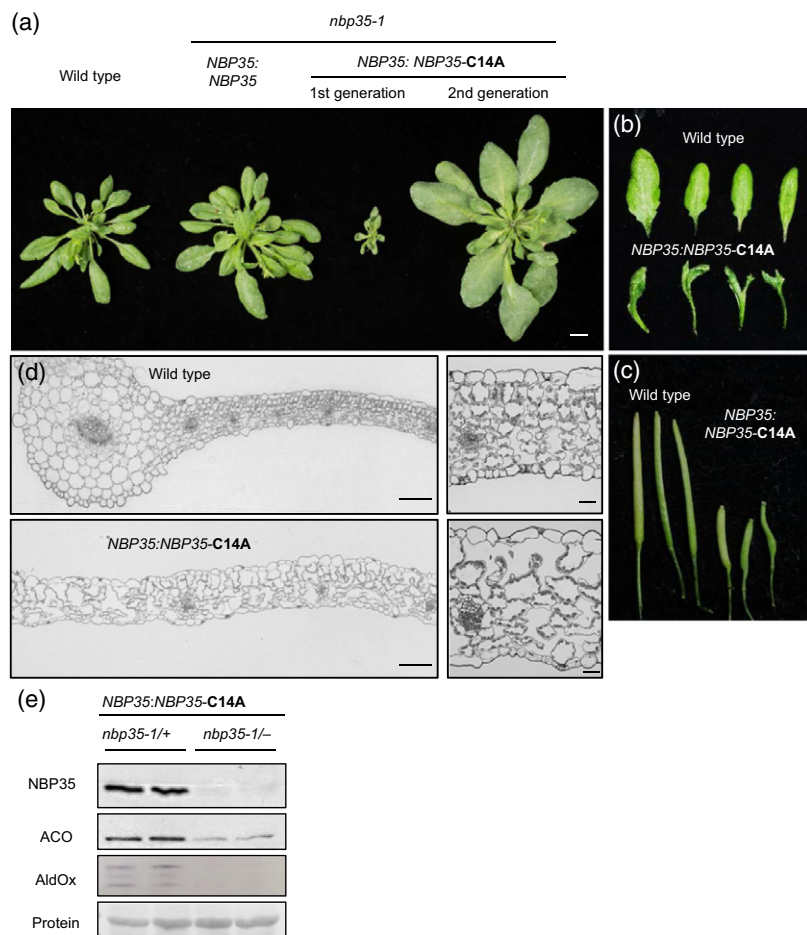 (a)
nbp35-1
Wild type
NBP35:
NBP35
NBP35: NBP35-C14A
1st generation
2nd generation
(b)
Wild type
NBP35:NBP35-C14A
(c)
Wild type
NBP35:
NBP35-C14A
(d)
Wild type
NBP35:NBP35-C14A
(e)
NBP35:NBP35-C14A
nbp35-1/+
nbp35-1/–
NBP35
ACO
AldOx
Protein